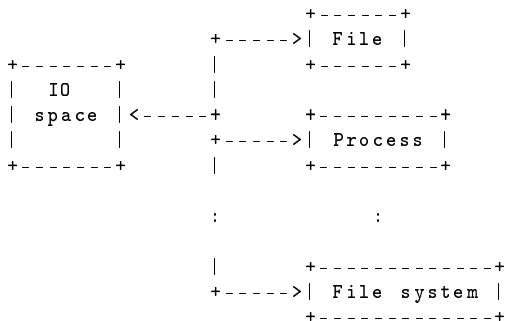 File
IO
space
Process
: :
File system